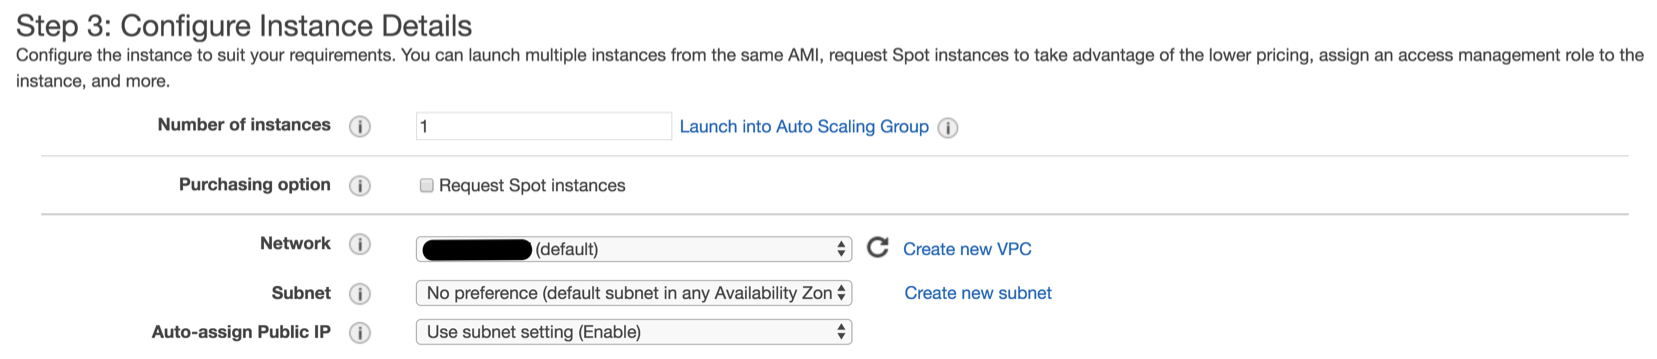 Step 3: Configure Instance Details
Configure the instance to suit your requirements. You can launch multiple instances from the same AMI, request Spot instances to take advantage of the lower pricing, assign an access management role to the
instance, and more.
Number of instances i 1 Launch into Auto Scaling Group i
Purchasing option i Request Spot instances
Network i (default) Create new VPC
Subnet i No preference (default subnet in any Availability Zon Create new subnet
Auto-assign Public IP i Use subnet setting (Enable)